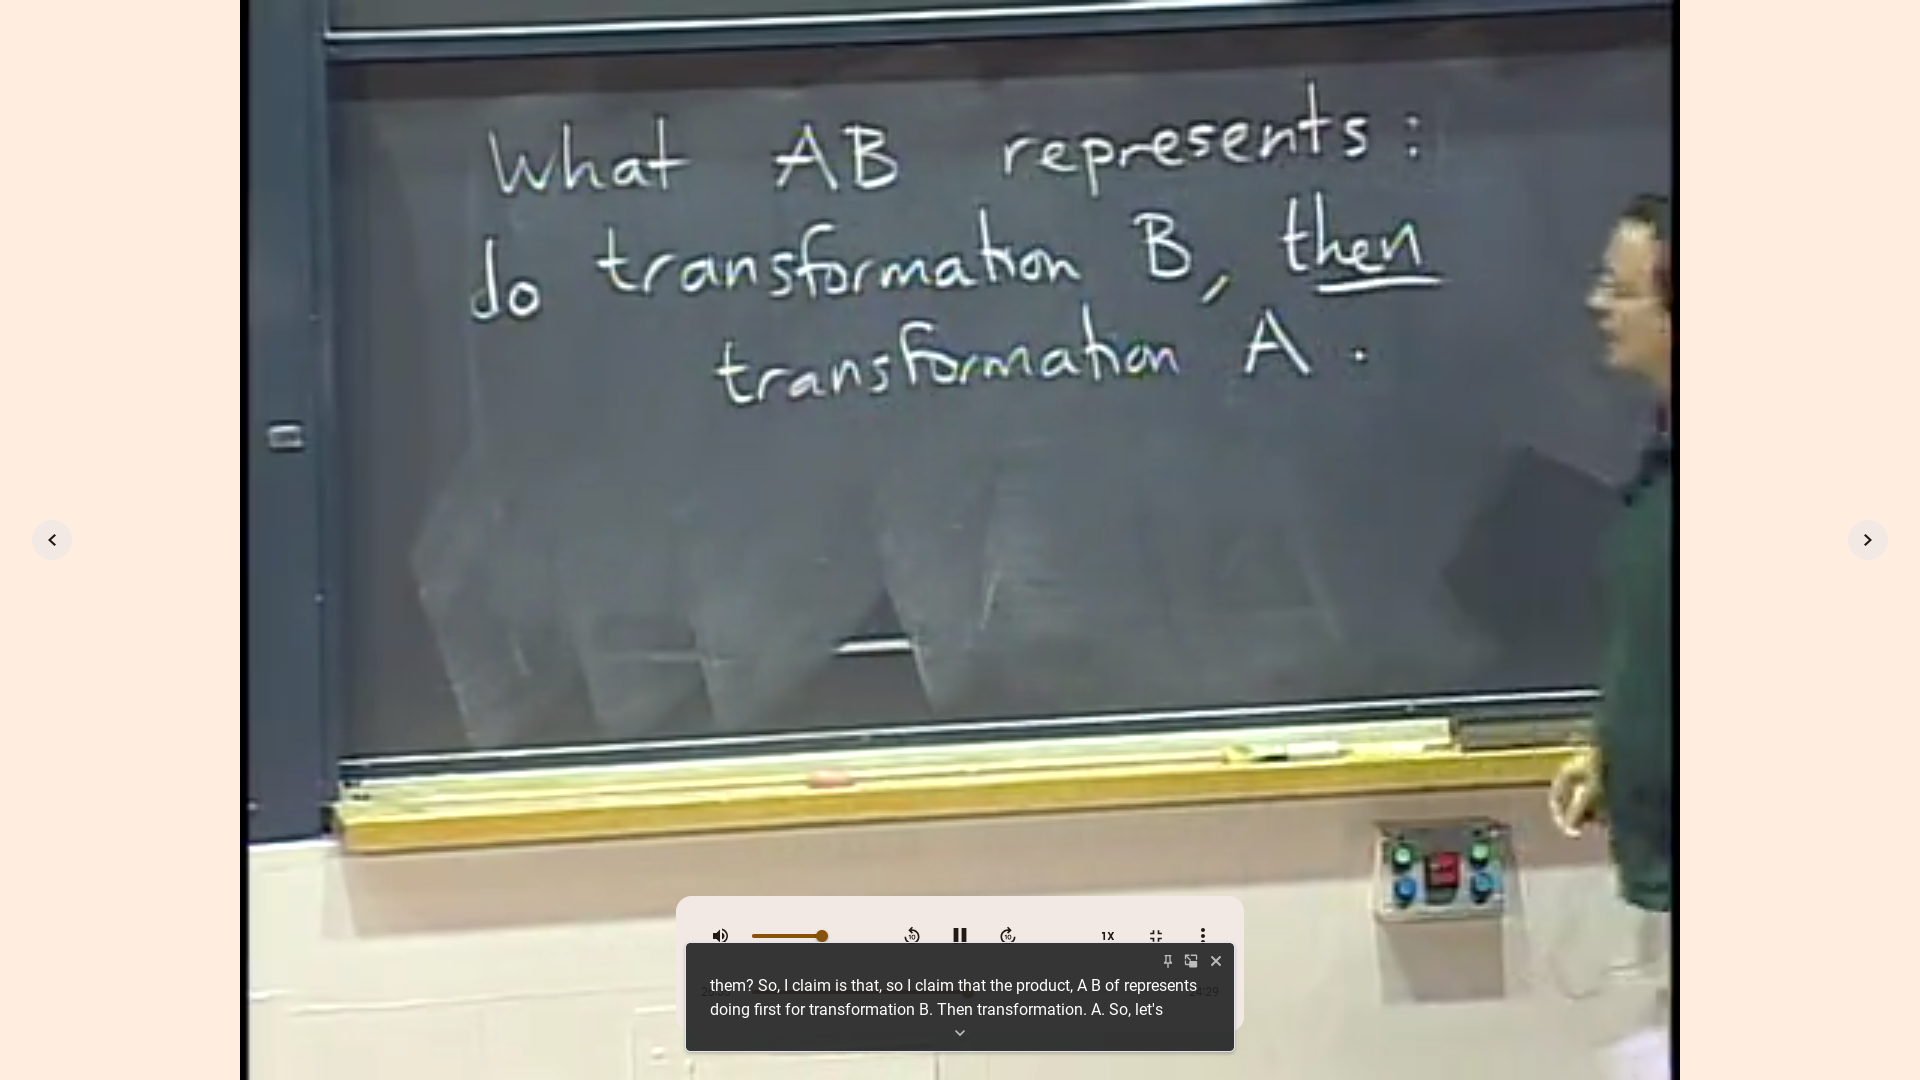 What AB represents:
do transformation B, then
transformation A.
1X
them? So, I claim is that, so I claim that the product, A B of represents
doing first for transformation B. Then transformation. A. So, let's